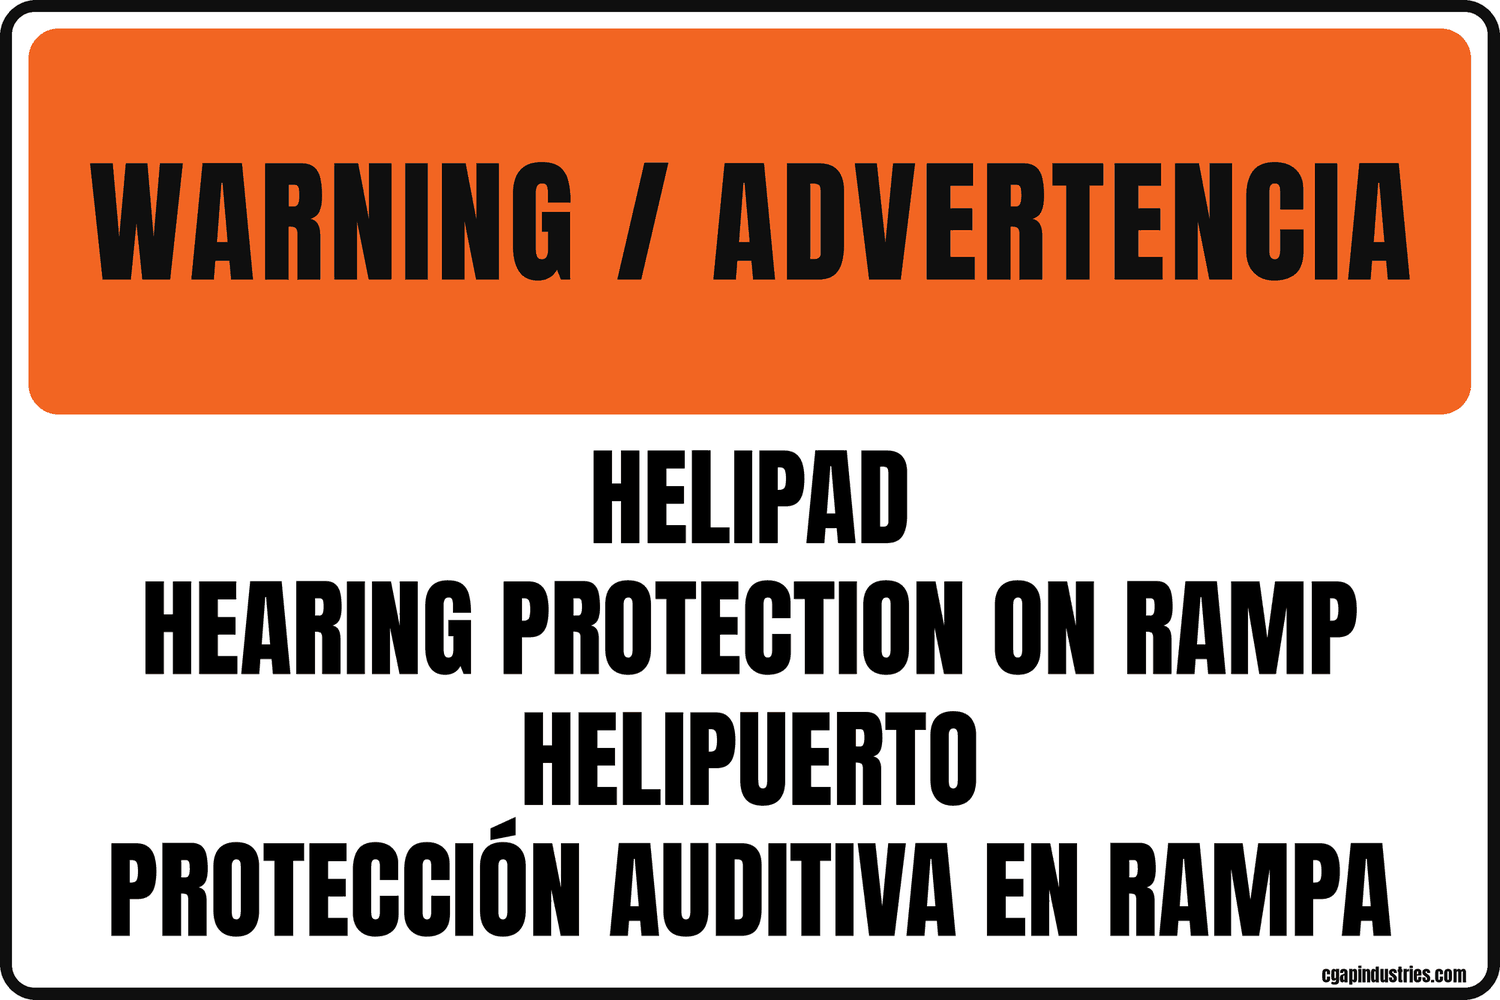 WARNING / ADVERTENCIA
HELIPAD
HEARING PROTECTION ON RAMP
HELIPUERTO
PROTECCIÓN AUDITIVA EN RAMPA
cgapindustries.com